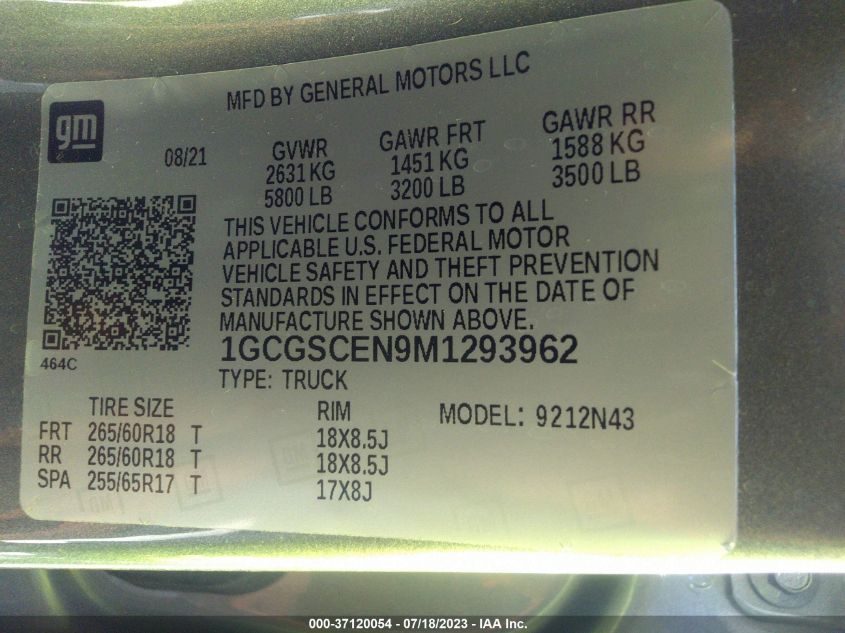 MFD BY GENERAL MOTORS LLC
gm
08/21
GVWR GAWR FRT GAWR RR
2631 KG 1451 KG 1588 KG
5800 LB 3200 LB 3500 LB
THIS VEHICLE CONFORMS TO ALL
APPLICABLE U.S. FEDERAL MOTOR
VEHICLE SAFETY AND THEFT PREVENTION
STANDARDS IN EFFECT ON THE DATE OF
MANUFACTURE SHOWN ABOVE.
464C
1GCGSCEN9M1293962
TYPE: TRUCK
TIRE SIZE RIM MODEL: 9212N43
FRT 265/60R18 T 18X8.5J
RR 265/60R18 T 18X8.5J
SPA 255/65R17 T 17X8J
000-37120054 - 07/18/2023 - IAA Inc.